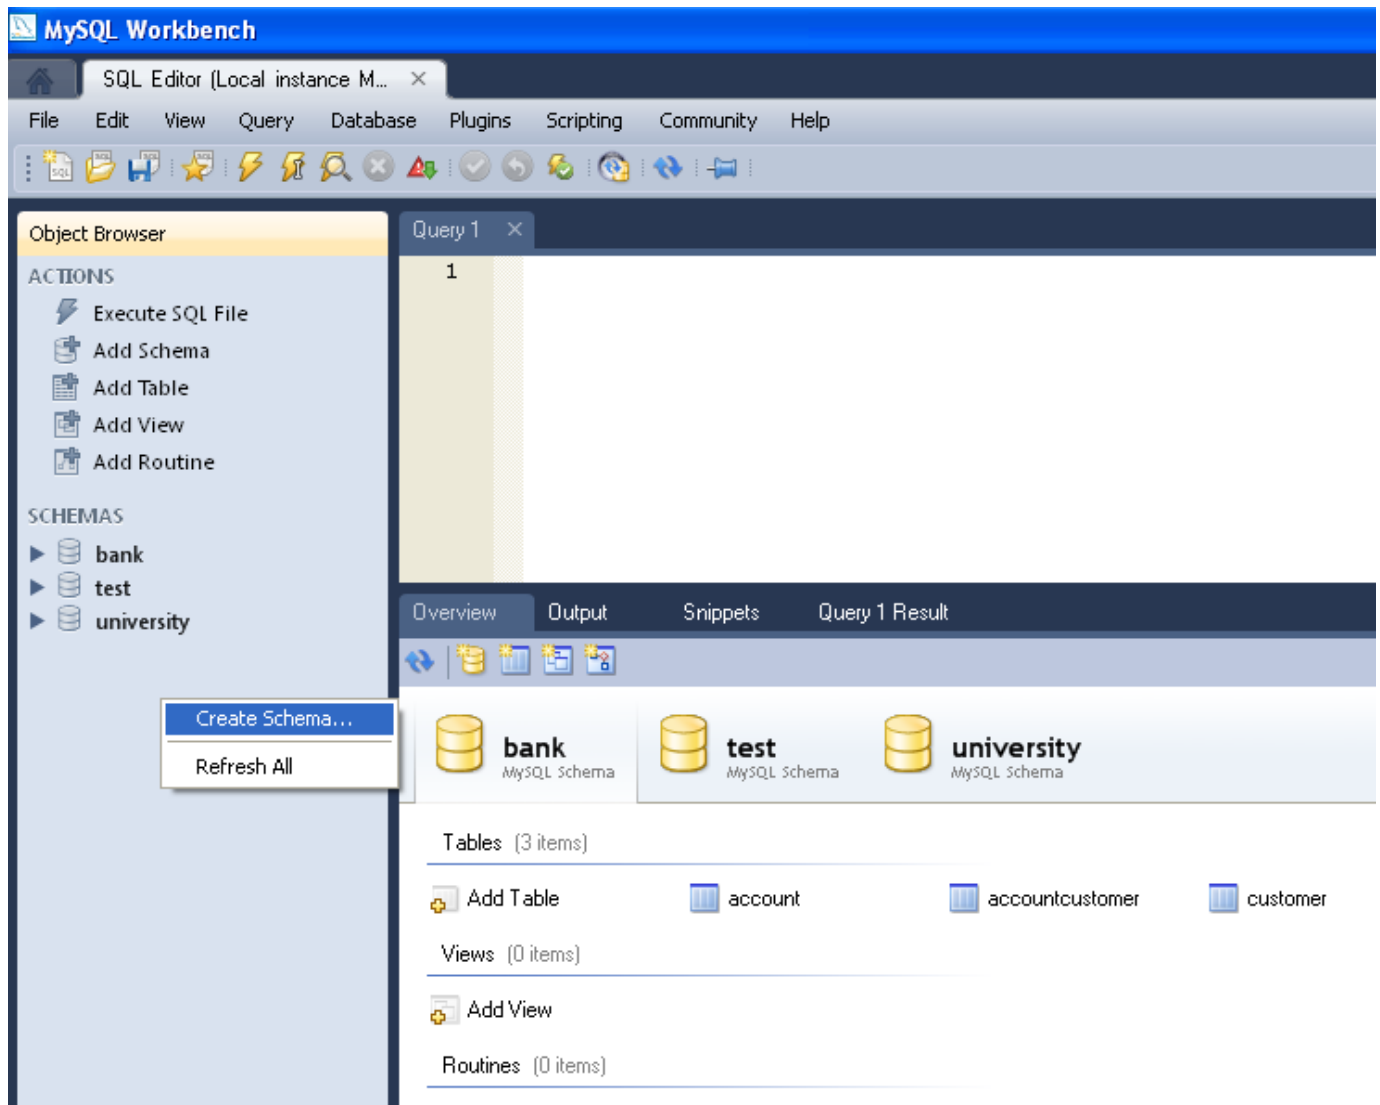 MySQL Workbench
SQL Editor (Local instance M... ×
File Edit View Query Database Plugins Scripting Community Help
Object Browser
Query 1 ×
ACTIONS
Execute SQL File
Add Schema
Add Table
Add View
Add Routine
SCHEMAS
bank
test
university
1
Create Schema...
Refresh All
Overview Output Snippets Query 1 Result
bank
MySQL Schema
test
MySQL Schema
university
MySQL Schema
Tables (3 items)
Add Table account accountcustomer customer
Views (0 items)
Add View
Routines (0 items)